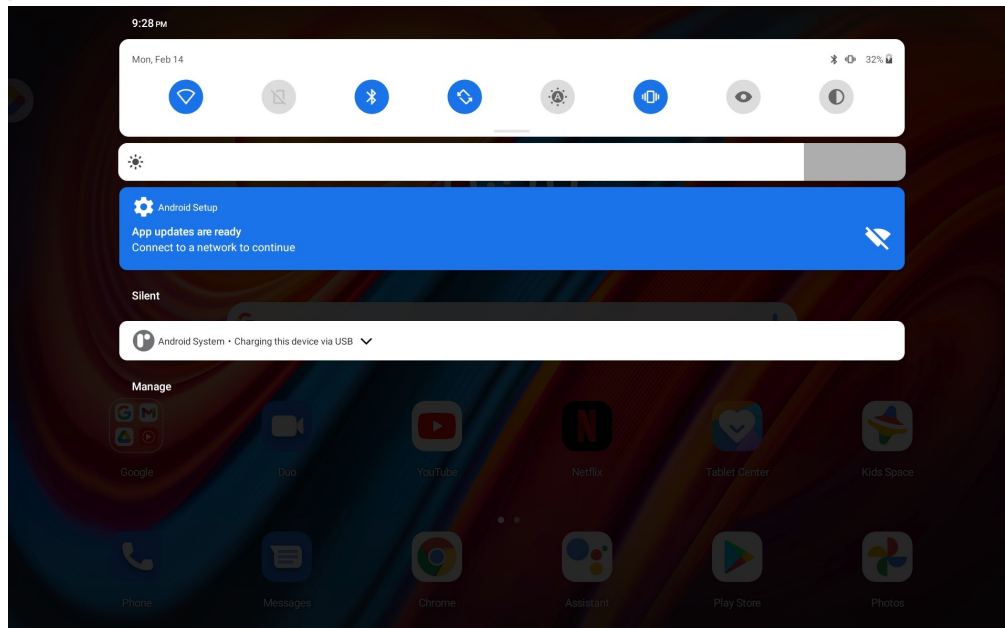 9:28 PM
Mon, Feb 14
32%
Android Setup
App updates are ready
Connect to a network to continue
Silent
Android System • Charging this device via USB
Manage
Google
Duo
YouTube
Netflix
Tablet Center
Kids Space
Phone
Messages
Chrome
Assistant
Play Store
Photos